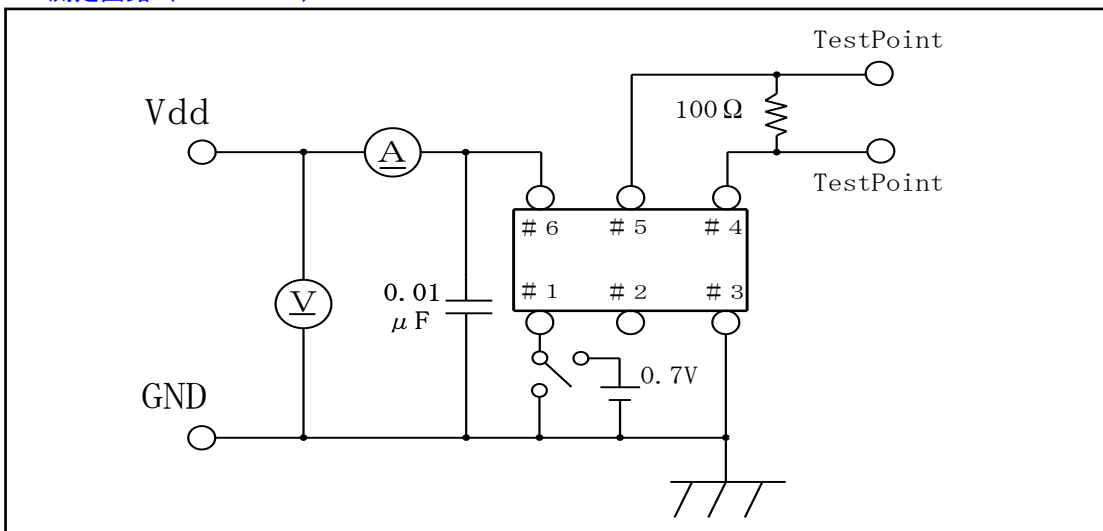 TestPoint
Vdd
100Ω
A
TestPoint
#6 #5 #4
#1 #2 #3
0.01
μF
V
0.7V
GND